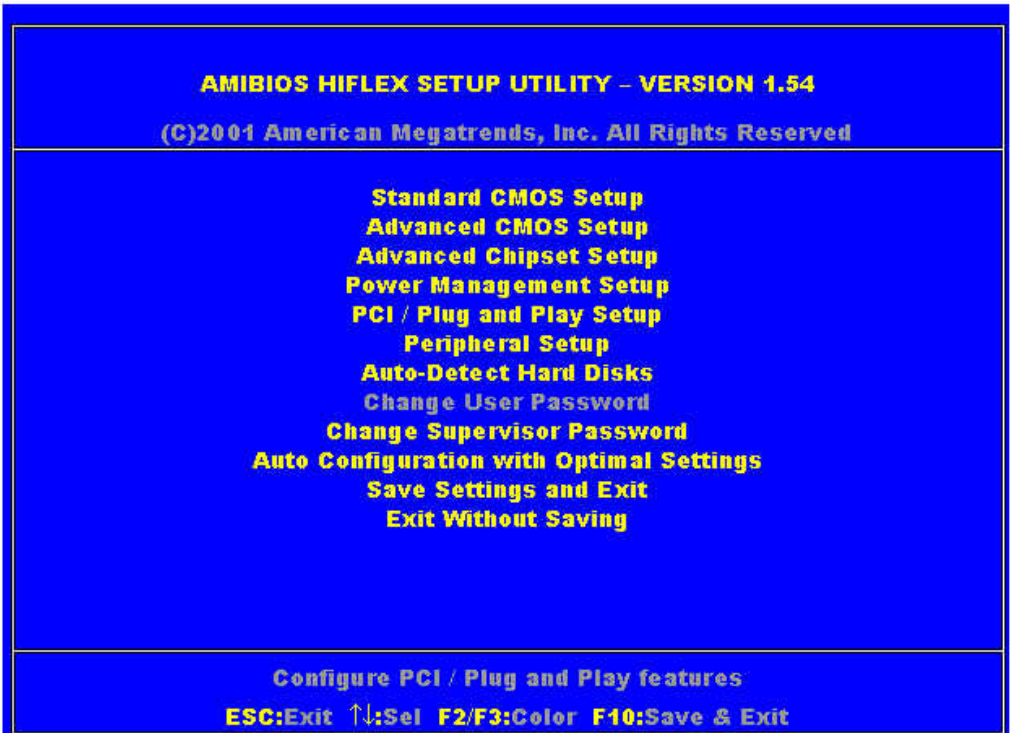 AMIBIOS HIFLEX SETUP UTILITY – VERSION 1.54
(C)2001 American Megatrends, Inc. All Rights Reserved
Standard CMOS Setup
Advanced CMOS Setup
Advanced Chipset Setup
Power Management Setup
PCI / Plug and Play Setup
Peripheral Setup
Auto-Detect Hard Disks
Change User Password
Change Supervisor Password
Auto Configuration with Optimal Settings
Save Settings and Exit
Exit Without Saving
Configure PCI / Plug and Play features
ESC:Exit ↑↓:Sel F2/F3:Color F10:Save & Exit